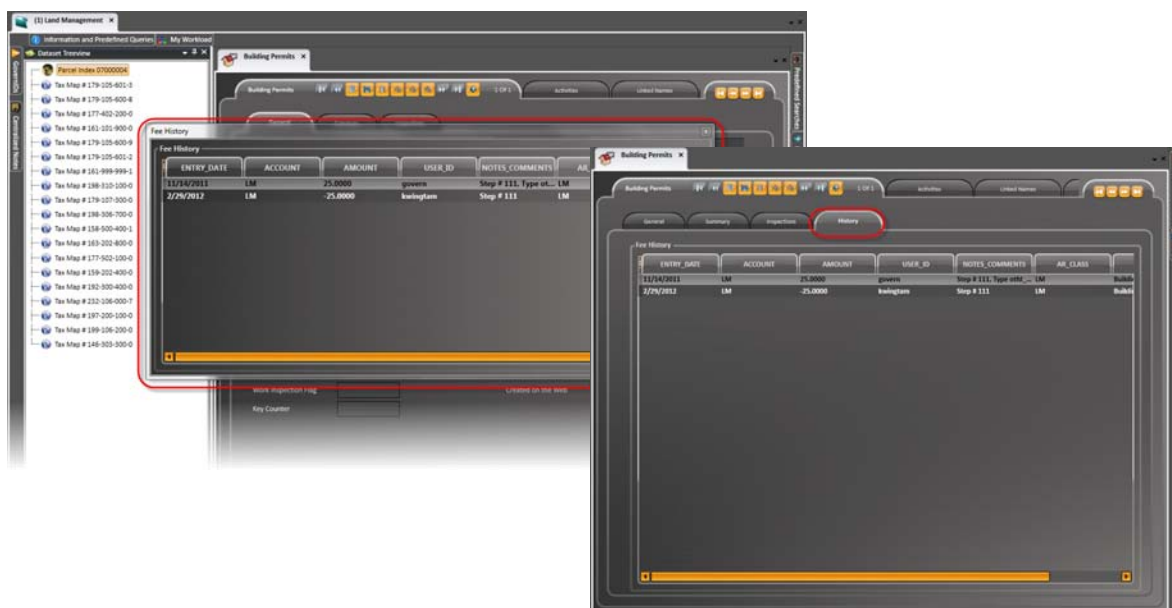 (1) Land Management ×
Information and Predefined Queries My Workload
Dataset Treeview
GovernGIS
Centralized Notes
Predefined Searches
Parcel Index 07000004
Tax Map # 179-105-601-3
Tax Map # 179-105-600-8
Tax Map # 177-402-200-0
Tax Map # 161-101-900-0
Tax Map # 179-105-600-9
Tax Map # 179-105-601-2
Tax Map # 161-999-999-1
Tax Map # 198-310-100-0
Tax Map # 179-107-300-0
Tax Map # 198-306-700-0
Tax Map # 158-500-400-1
Tax Map # 163-202-800-0
Tax Map # 177-502-100-0
Tax Map # 159-202-400-0
Tax Map # 192-300-400-0
Tax Map # 232-106-000-7
Tax Map # 197-200-100-0
Tax Map # 199-106-200-0
Tax Map # 146-303-300-0
Building Permits ×
Building Permits 1 OF 1 Activities Linked Names
General
Fee History
Fee History
ENTRY_DATE ACCOUNT AMOUNT USER_ID NOTES_COMMENTS
11/14/2011 LM 25.0000 govern Step # 111, Type ot... LM
2/29/2012 LM -25.0000 kwingtam Step # 111 LM
Work Inspection Flag Created on the Web
Key Counter
Building Permits ×
Building Permits 1 OF 1 Activities Linked Names
General Summary Inspections History
Fee History
ENTRY_DATE ACCOUNT AMOUNT USER_ID NOTES_COMMENTS AR_CLASS
11/14/2011 LM 25.0000 govern Step # 111, Type otM_... LM Buildi
2/29/2012 LM -25.0000 kwingtam Step # 111 LM Buildi